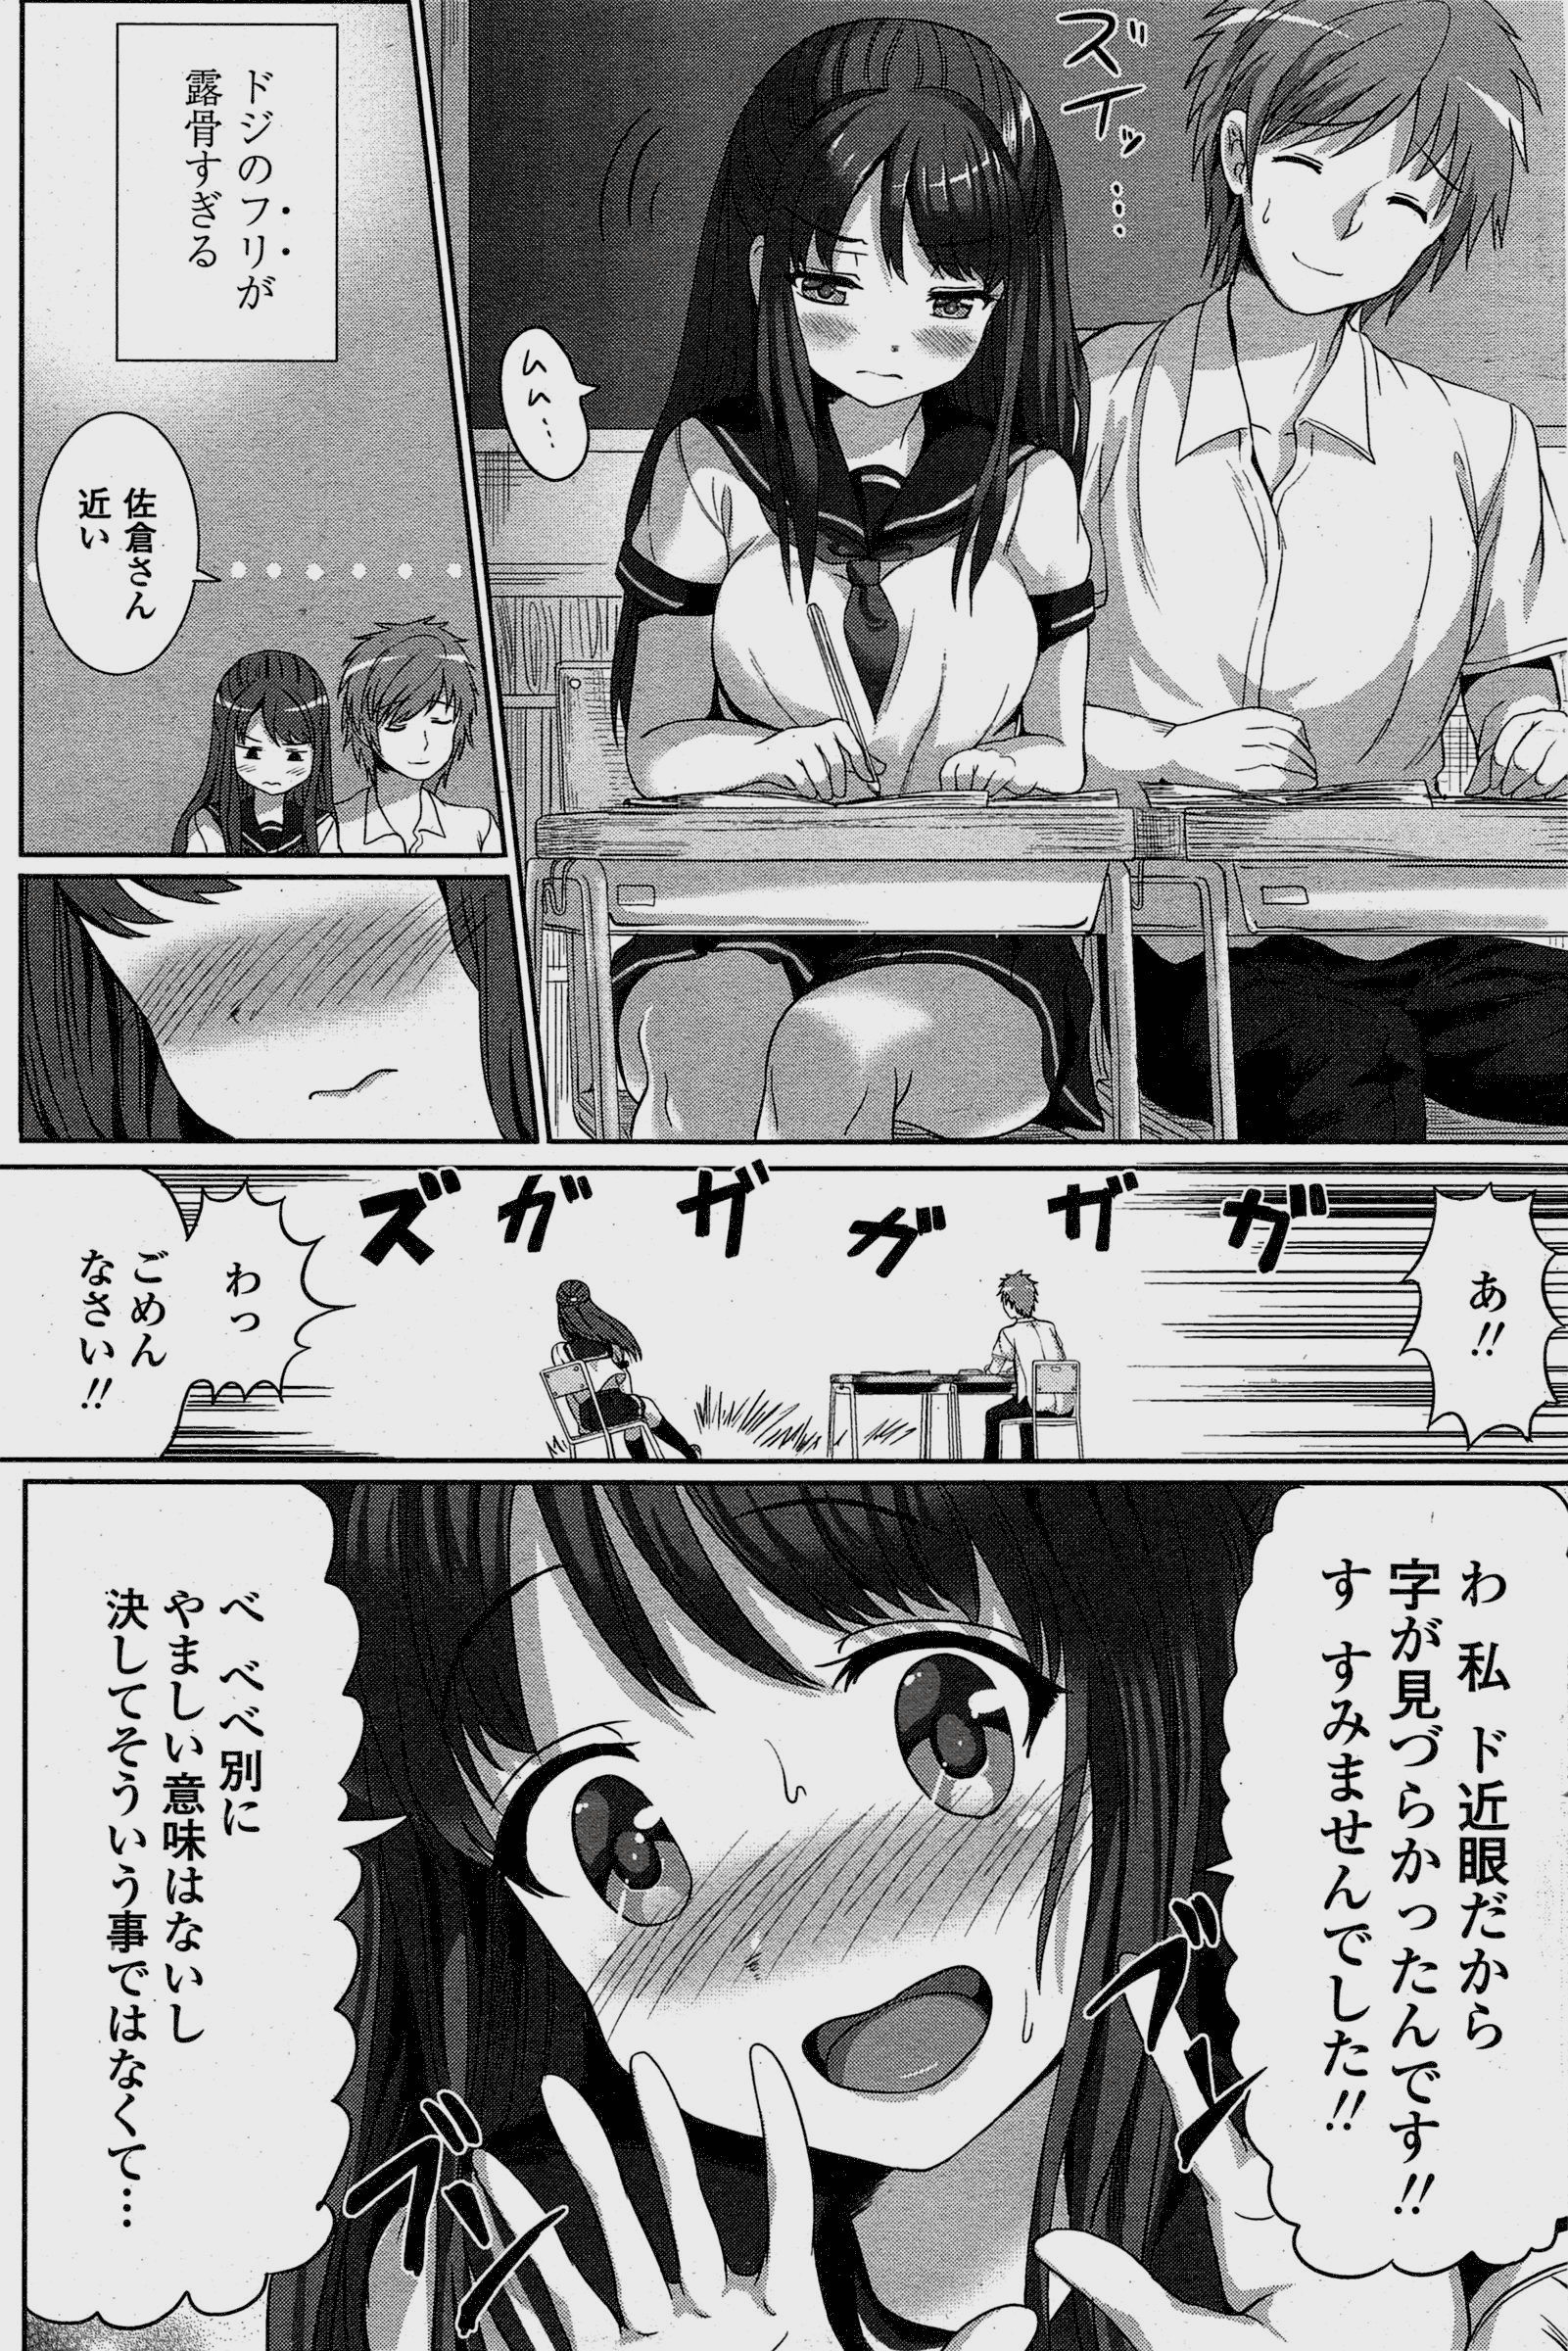 ズイッ…
ムム…
ドジのフリが
露骨すぎる
佐倉さん
近い
あ!!
ズガガガガガ
わっ
ごめん
なさい!!
わ 私 ド近眼だから
字が見づらかったんです!!
す すみませんでした!!
ブン
べ べべ別に
やましい意味はないし
決してそういう事ではなくて…
ブン